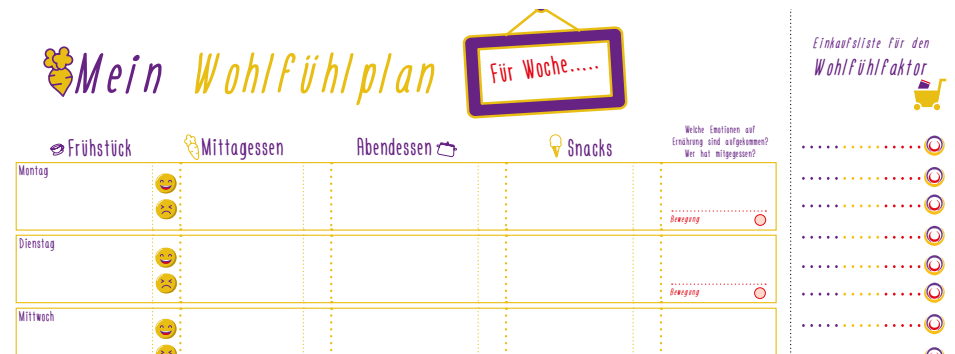 Mein Wohlfühlplan
Für Woche.....
Einkaufsliste für den
Wohlfühlfaktor
Frühstück
Mittagessen
Abendessen
Snacks
Welche Emotionen auf
Ernährung sind aufgekommen?
Wer hat mitgegessen?
Montag
Bewegung
Dienstag
Bewegung
Mittwoch